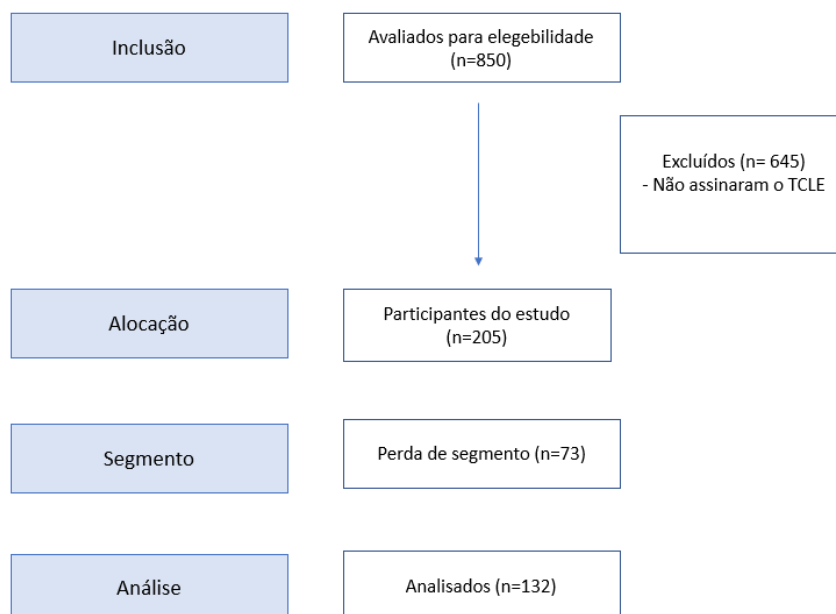 Inclusão
Avaliados para elegebilidade
(n=850)
Excluídos (n= 645)
- Não assinaram o TCLE
Alocação
Participantes do estudo
(n=205)
Segmento
Perda de segmento (n=73)
Análise
Analisados (n=132)